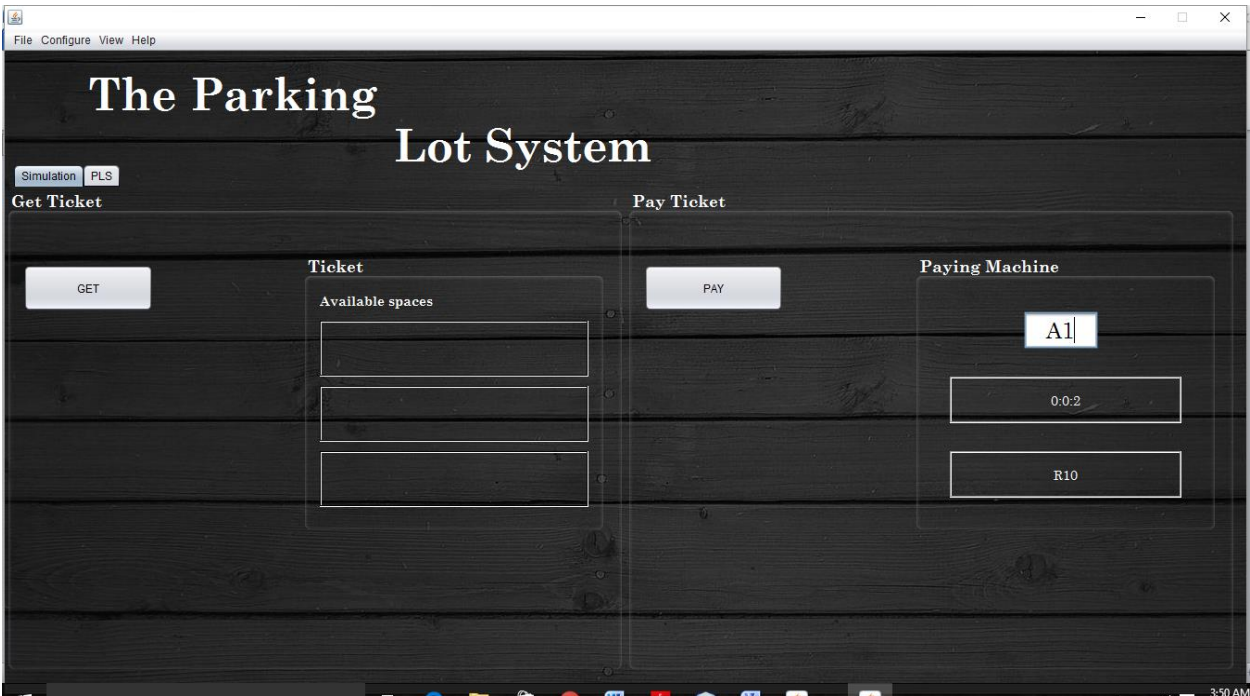 File Configure View Help
The Parking
Lot System
Simulation PLS
Get Ticket
Pay Ticket
Ticket
Paying Machine
GET
Available spaces
PAY
A1
0:0:2
R10
3:50 AM